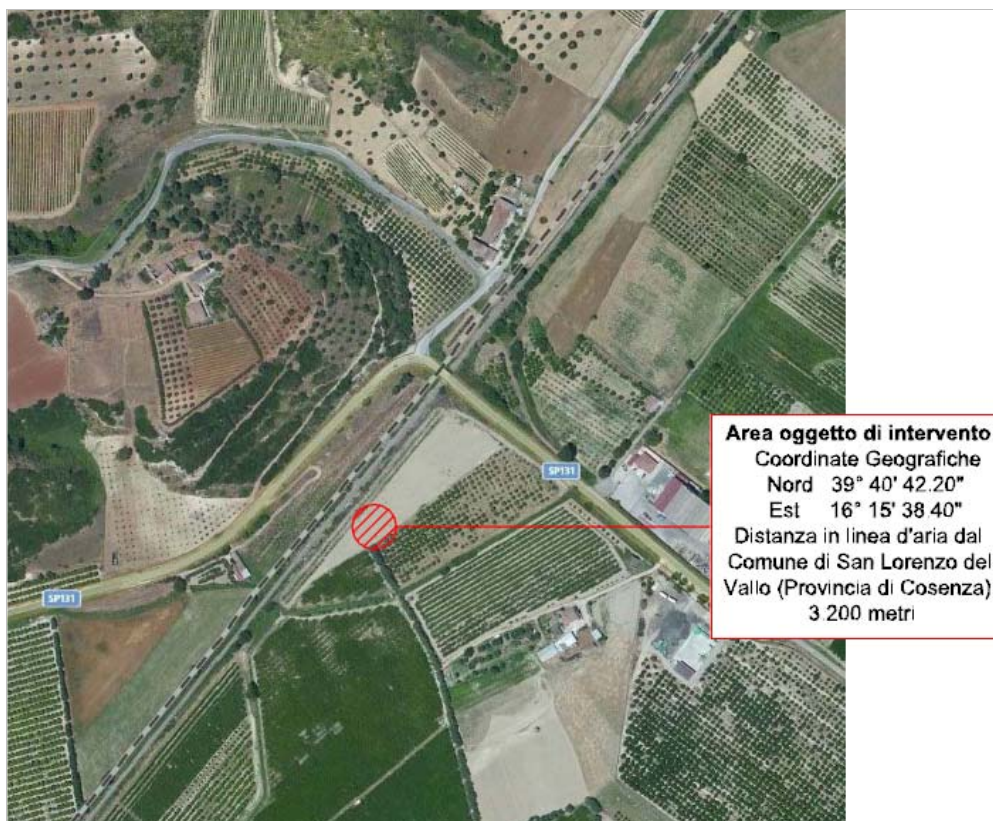 SP131
Area oggetto di intervento
Coordinate Geografiche
Nord 39° 40' 42.20"
Est 16° 15' 38 40"
Distanza in linea d'aria dal
Comune di San Lorenzo del
Vallo (Provincia di Cosenza)
3.200 metri
SP131